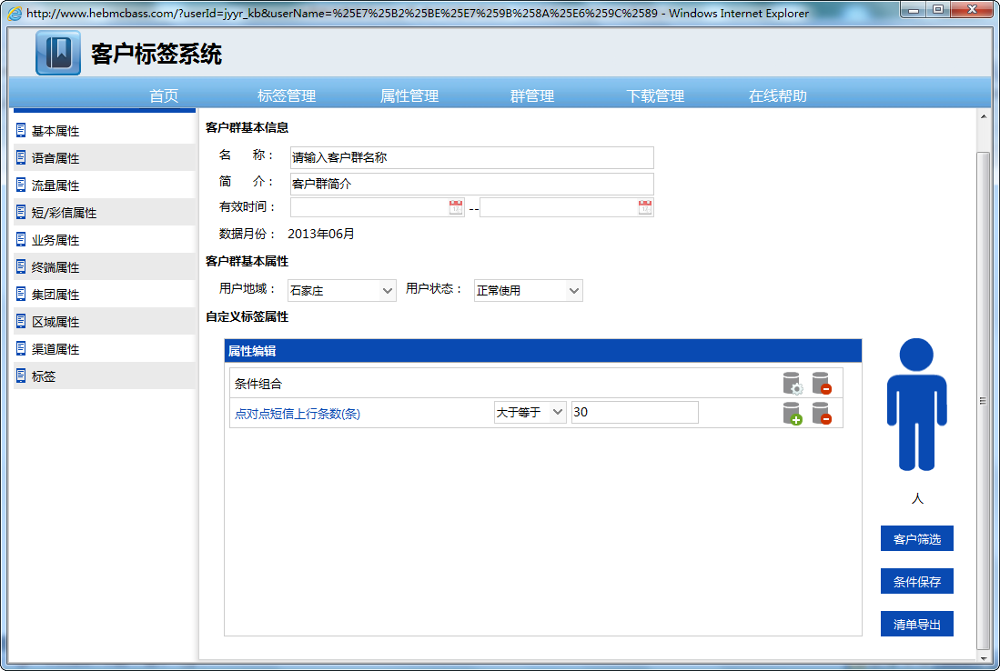 http://www.hebmcbass.com/?userId=jyyr_kb&userName=%25E7%25B2%25BE%25E7%259B%258A%25E6%259C%2589 - Windows Internet Explorer
客户标签系统
首页 标签管理 属性管理 群管理 下载管理 在线帮助
基本属性
语音属性
流量属性
短/彩信属性
业务属性
终端属性
集团属性
区域属性
渠道属性
标签
客户群基本信息
名 称： 请输入客户群名称
简 介： 客户群简介
有效时间： --
数据月份： 2013年06月
客户群基本属性
用户地域： 石家庄 用户状态： 正常使用
自定义标签属性
属性编辑
条件组合
点对点短信上行条数(条) 大于等于 30
人
客户筛选
条件保存
清单导出